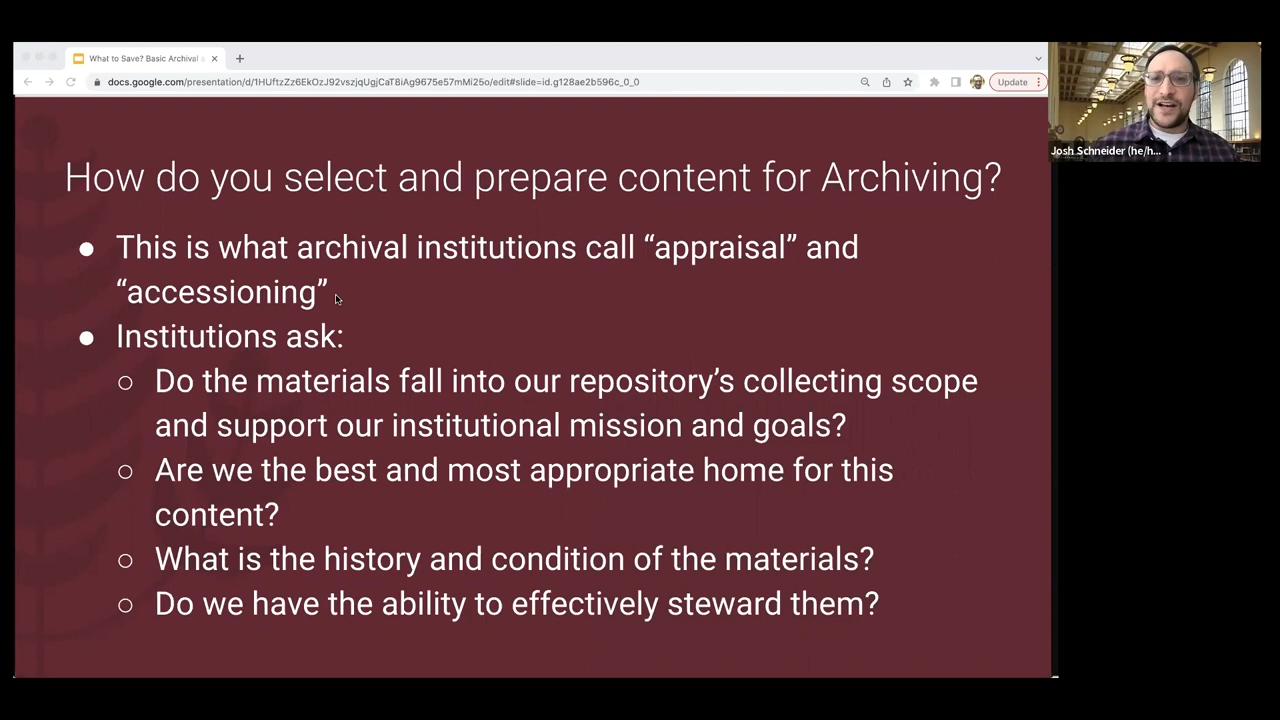 What to Save? Basic Archival
docs.google.com/presentation/d/1HUftzZz6EkOzJ92vszjqUgjCaT8iAg9675e57mMi25o/edit#slide=id.g128ae2b596c_0_0
Update
Josh Schneider (he/h...
How do you select and prepare content for Archiving?
● This is what archival institutions call “appraisal” and
“accessioning”
● Institutions ask:
○ Do the materials fall into our repository’s collecting scope
and support our institutional mission and goals?
○ Are we the best and most appropriate home for this
content?
○ What is the history and condition of the materials?
○ Do we have the ability to effectively steward them?